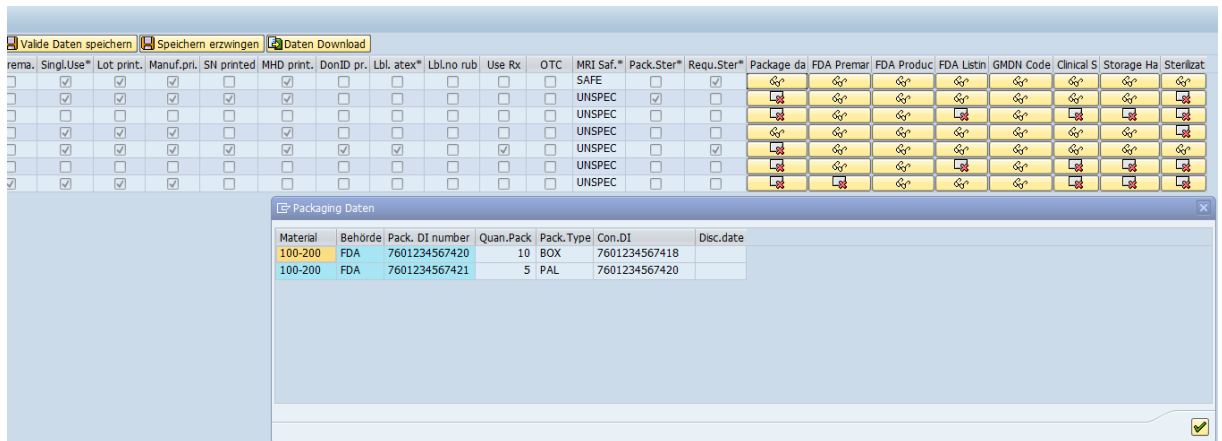 Valide Daten speichern Speichern erzwingen Daten Download
rema. Singl.Use* Lot print. Manuf.pri. SN printed MHD print. DonID pr. Lbl. atex* Lbl.no rub Use Rx OTC MRI Saf.* Pack.Ster* Requ.Ster* Package da FDA Premar FDA Produc FDA Listin GMDN Code Clinical S Storage Ha Sterilizat
SAFE
UNSPEC
UNSPEC
UNSPEC
UNSPEC
UNSPEC
UNSPEC
Packaging Daten
Material Behörde Pack. DI number Quan.Pack Pack.Type Con.DI Disc.date
100-200 FDA 7601234567420 10 BOX 7601234567418
100-200 FDA 7601234567421 5 PAL 7601234567420